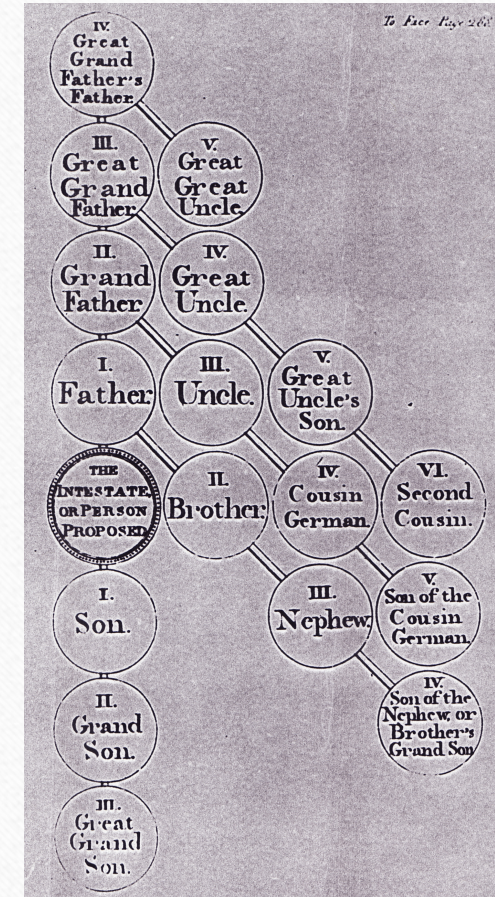 To Face Page 268
IV.
Great
Grand
Father's
Father.
III.
Great
Grand
Father.
V.
Great
Great
Uncle.
II.
Grand
Father.
IV.
Great
Uncle.
I.
Father.
III.
Uncle.
V.
Great
Uncle's
Son.
THE
INTESTATE,
OR PERSON
PROPOSED.
II.
Brother.
IV.
Cousin
German.
VI.
Second
Cousin.
I.
Son.
III.
Nephew.
V.
Son of the
Cousin
German.
II.
Grand
Son.
IV.
Son of the
Nephew, or
Brother's
Grand Son
III.
Great
Grand
Son.